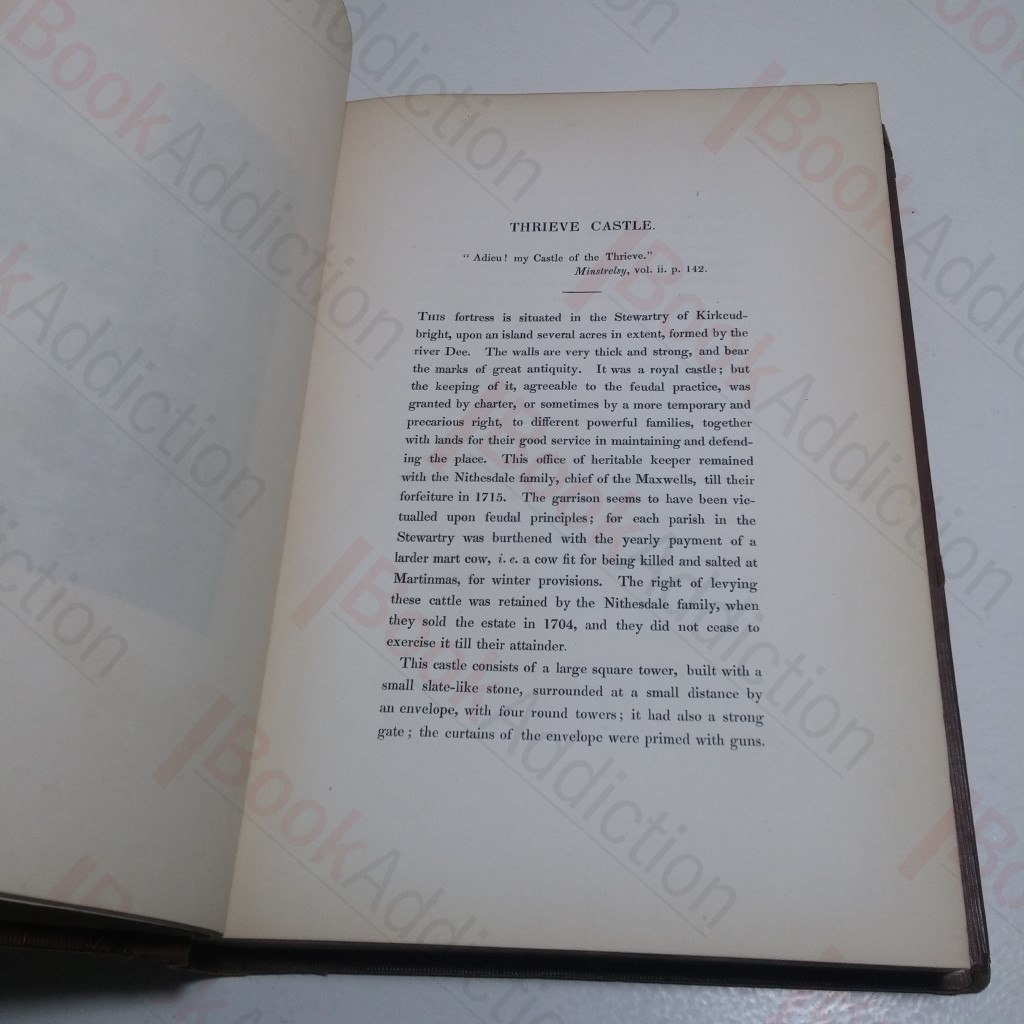 THRIEVE CASTLE.
“ Adieu! my Castle of the Thrieve.”
Minstrelsy, vol. ii. p. 142.
THIS fortress is situated in the Stewartry of Kirkcud-
bright, upon an island several acres in extent, formed by the
river Dee. The walls are very thick and strong, and bear
the marks of great antiquity. It was a royal castle; but
the keeping of it, agreeable to the feudal practice, was
granted by charter, or sometimes by a more temporary and
precarious right, to different powerful families, together
with lands for their good service in maintaining and defend-
ing the place. This office of heritable keeper remained
with the Nithesdale family, chief of the Maxwells, till their
forfeiture in 1715. The garrison seems to have been vic-
tualled upon feudal principles; for each parish in the
Stewartry was burthened with the yearly payment of a
larder mart cow, i. e. a cow fit for being killed and salted at
Martinmas, for winter provisions. The right of levying
these cattle was retained by the Nithesdale family, when
they sold the estate in 1704, and they did not cease to
exercise it till their attainder.
This castle consists of a large square tower, built with a
small slate-like stone, surrounded at a small distance by
an envelope, with four round towers; it had also a strong
gate; the curtains of the envelope were primed with guns.
BookAddiction